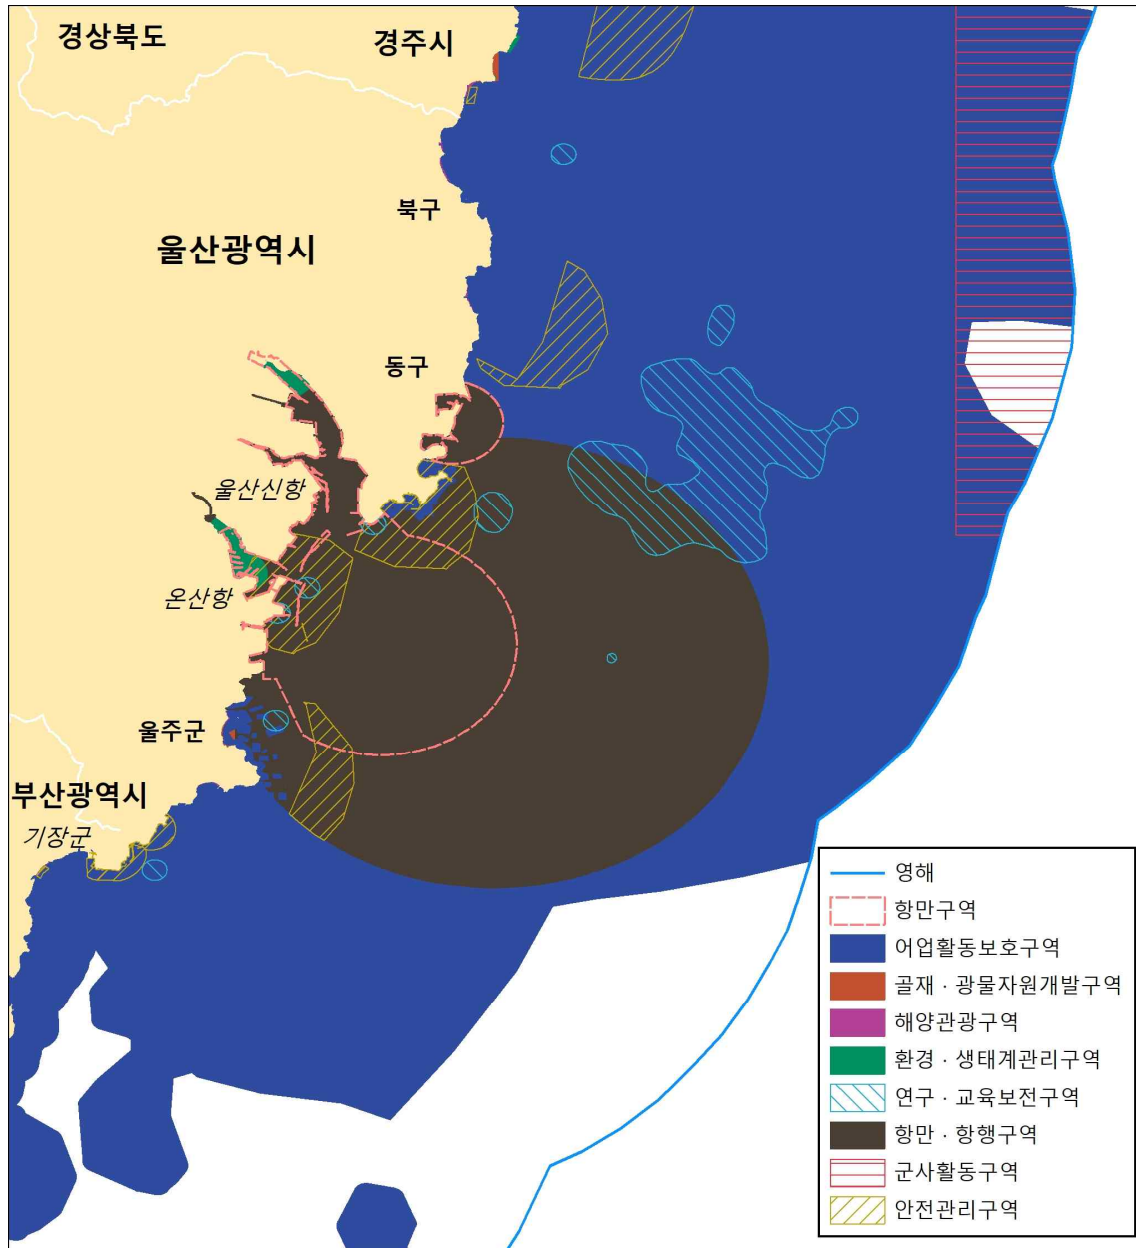 경상북도
경주시
북구
울산광역시
동구
울산신항
온산항
울주군
부산광역시
기장군
영해
항만구역
어업활동보호구역
골재 · 광물자원개발구역
해양관광구역
환경 · 생태계관리구역
연구 · 교육보전구역
항만 · 항행구역
군사활동구역
안전관리구역